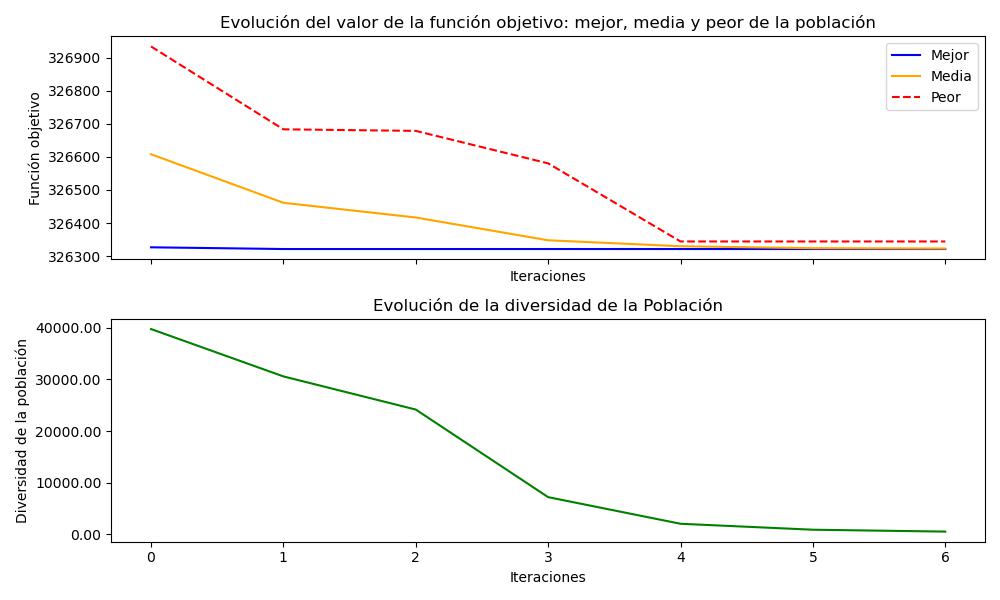 Evolución del valor de la función objetivo: mejor, media y peor de la población
326900
326800
326700
326600
326500
326400
326300
Función objetivo
Mejor
Media
Peor
Iteraciones
Evolución de la diversidad de la Población
40000.00
30000.00
20000.00
10000.00
0.00
Diversidad de la población
0 1 2 3 4 5 6
Iteraciones